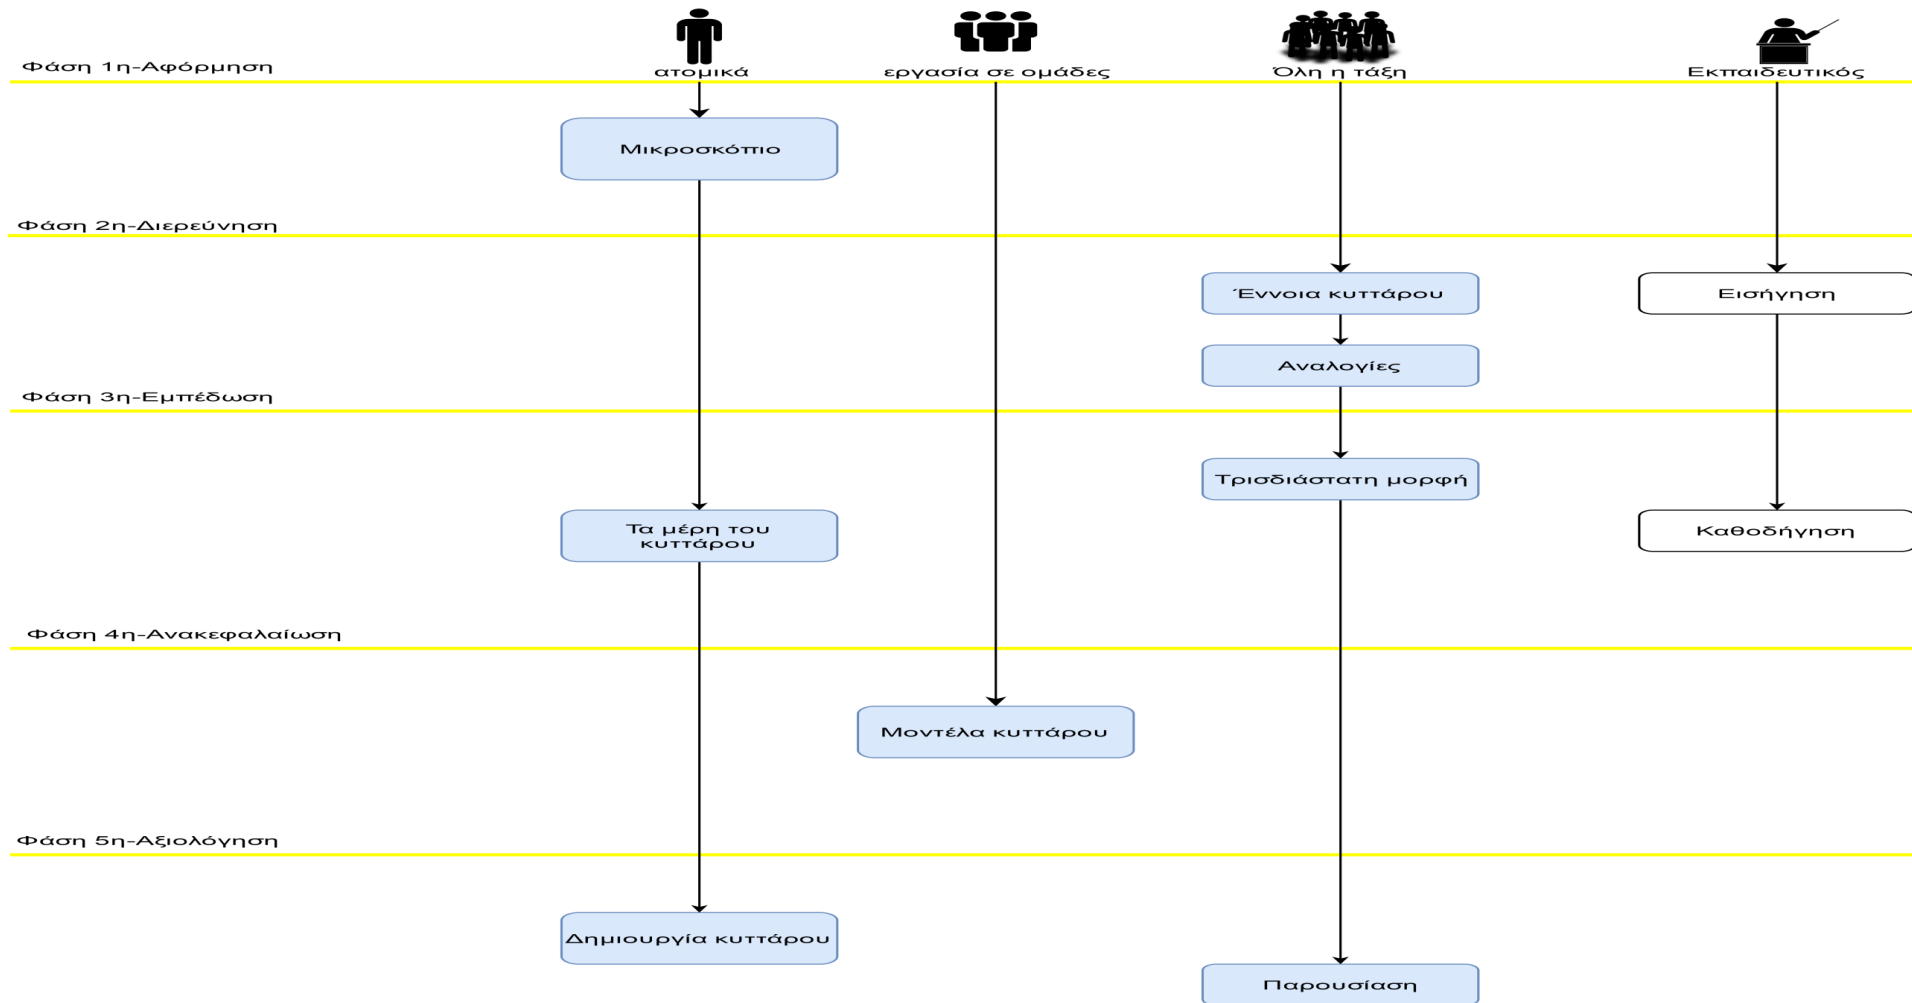 Φάση 1η-Αφόρμηση
ατομικά
εργασία σε ομάδες
Όλη η τάξη
Εκπαιδευτικός
Μικροσκόπιο
Φάση 2η-Διερεύνηση
Έννοια κυττάρου
Εισήγηση
Αναλογίες
Φάση 3η-Εμπέδωση
Τρισδιάστατη μορφή
Τα μέρη του
κυττάρου
Καθοδήγηση
Φάση 4η-Ανακεφαλαίωση
Μοντέλα κυττάρου
Φάση 5η-Αξιολόγηση
Δημιουργία κυττάρου
Παρουσίαση